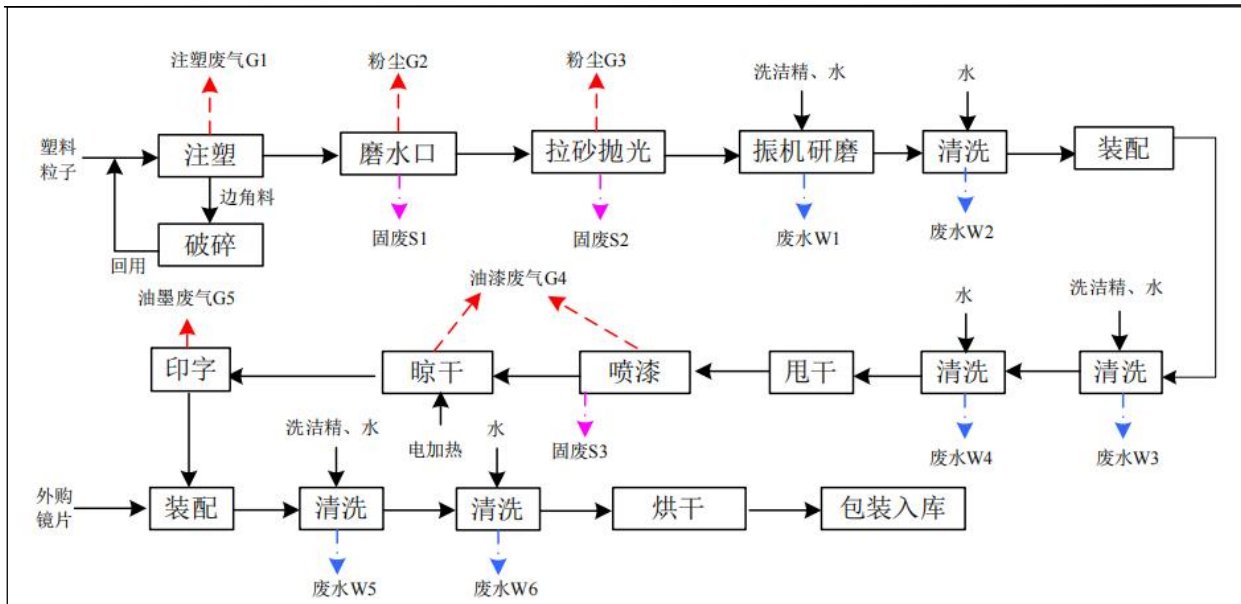 注塑废气G1
粉尘G2
粉尘G3
洗洁精、水
水
塑料
粒子
注塑
磨水口
拉砂抛光
振机研磨
清洗
装配
边角料
破碎
回用
固废S1
固废S2
废水W1
废水W2
油墨废气G5
油漆废气G4
水
洗洁精、水
印字
晾干
喷漆
甩干
清洗
清洗
电加热
固废S3
废水W4
废水W3
洗洁精、水
水
外购
镜片
装配
清洗
清洗
烘干
包装入库
废水W5
废水W6